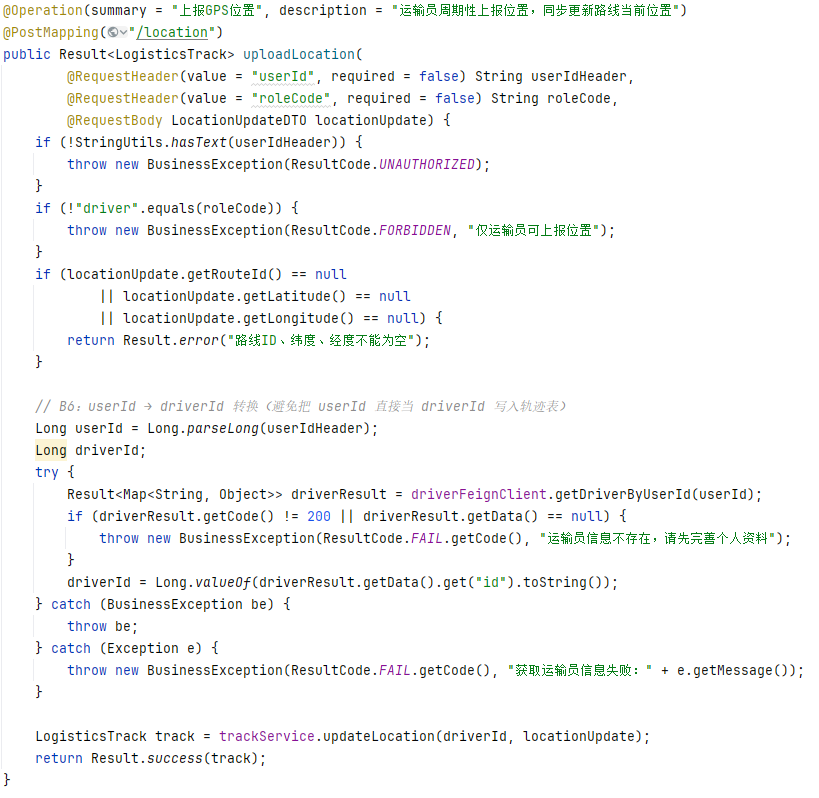 @Operation(summary = "上报GPS位置", description = "运输员周期性上报位置，同步更新路线当前位置")
@PostMapping("/location")
public Result<LogisticsTrack> uploadLocation(
        @RequestHeader(value = "userId", required = false) String userIdHeader,
        @RequestHeader(value = "roleCode", required = false) String roleCode,
        @RequestBody LocationUpdateDTO locationUpdate) {
    if (!StringUtils.hasText(userIdHeader)) {
        throw new BusinessException(ResultCode.UNAUTHORIZED);
    }
    if (!"driver".equals(roleCode)) {
        throw new BusinessException(ResultCode.FORBIDDEN, "仅运输员可上报位置");
    }
    if (locationUpdate.getRouteId() == null
            || locationUpdate.getLatitude() == null
            || locationUpdate.getLongitude() == null) {
        return Result.error("路线ID、纬度、经度不能为空");
    }
    // B6：userId → driverId 转换（避免把 userId 直接当 driverId 写入轨迹表）
    Long userId = Long.parseLong(userIdHeader);
    Long driverId;
    try {
        Result<Map<String, Object>> driverResult = driverFeignClient.getDriverByUserId(userId);
        if (driverResult.getCode() != 200 || driverResult.getData() == null) {
            throw new BusinessException(ResultCode.FAIL.getCode(), "运输员信息不存在，请先完善个人资料");
        }
        driverId = Long.valueOf(driverResult.getData().get("id").toString());
    } catch (BusinessException be) {
        throw be;
    } catch (Exception e) {
        throw new BusinessException(ResultCode.FAIL.getCode(), "获取运输员信息失败：" + e.getMessage());
    }
    LogisticsTrack track = trackService.updateLocation(driverId, locationUpdate);
    return Result.success(track);
}